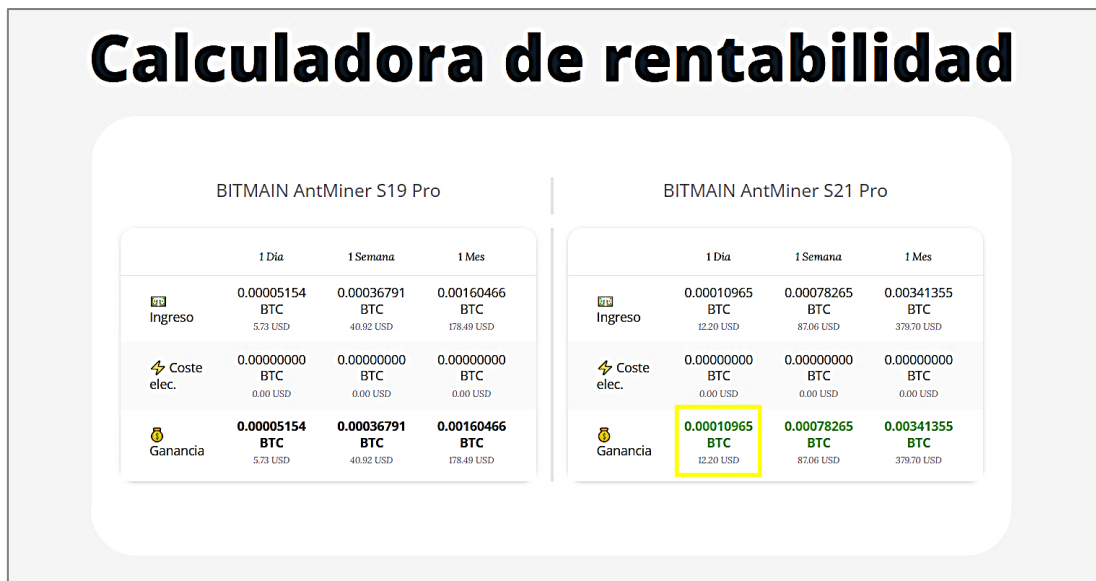 Calculadora de rentabilidad
BITMAIN AntMiner S19 Pro
1 Día 1 Semana 1 Mes
Ingreso
0.00005154 BTC 5.73 USD
0.00036791 BTC 40.92 USD
0.00160466 BTC 178.49 USD
Coste elec.
0.00000000 BTC 0.00 USD
0.00000000 BTC 0.00 USD
0.00000000 BTC 0.00 USD
Ganancia
0.00005154 BTC 5.73 USD
0.00036791 BTC 40.92 USD
0.00160466 BTC 178.49 USD
BITMAIN AntMiner S21 Pro
1 Día 1 Semana 1 Mes
Ingreso
0.00010965 BTC 12.20 USD
0.00078265 BTC 87.06 USD
0.00341355 BTC 379.70 USD
Coste elec.
0.00000000 BTC 0.00 USD
0.00000000 BTC 0.00 USD
0.00000000 BTC 0.00 USD
Ganancia
0.00010965 BTC 12.20 USD
0.00078265 BTC 87.06 USD
0.00341355 BTC 379.70 USD